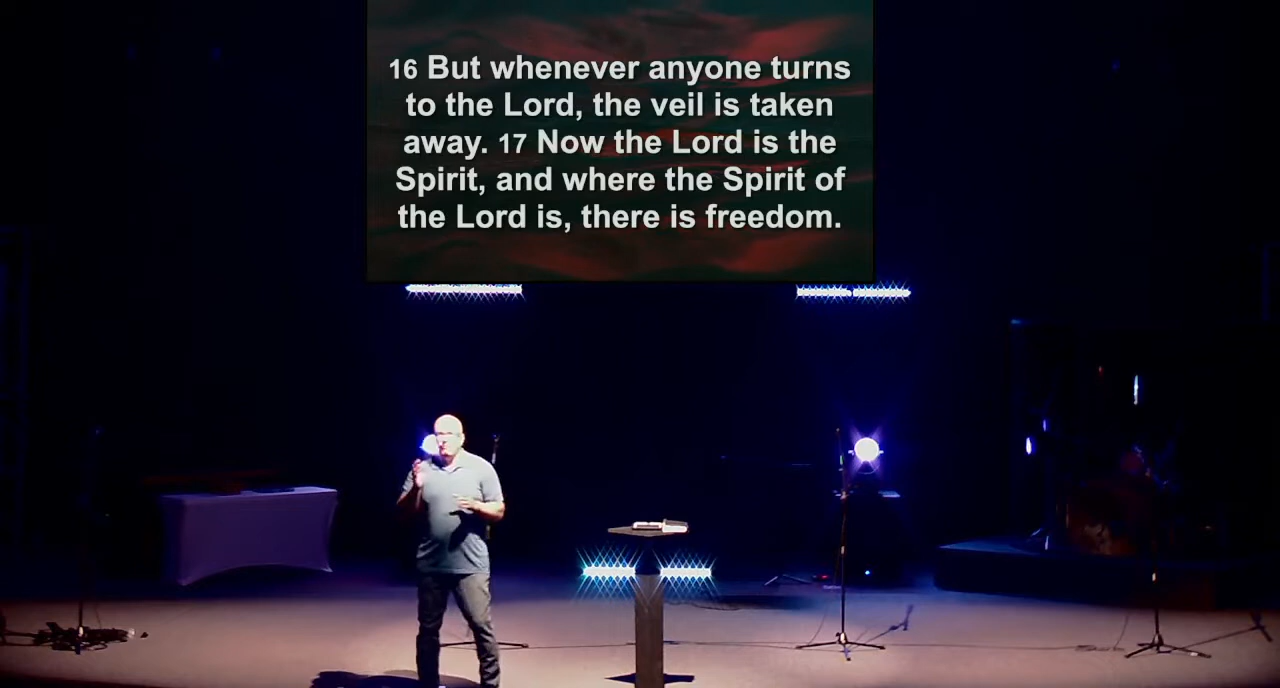 16 But whenever anyone turns
to the Lord, the veil is taken
away. 17 Now the Lord is the
Spirit, and where the Spirit of
the Lord is, there is freedom.